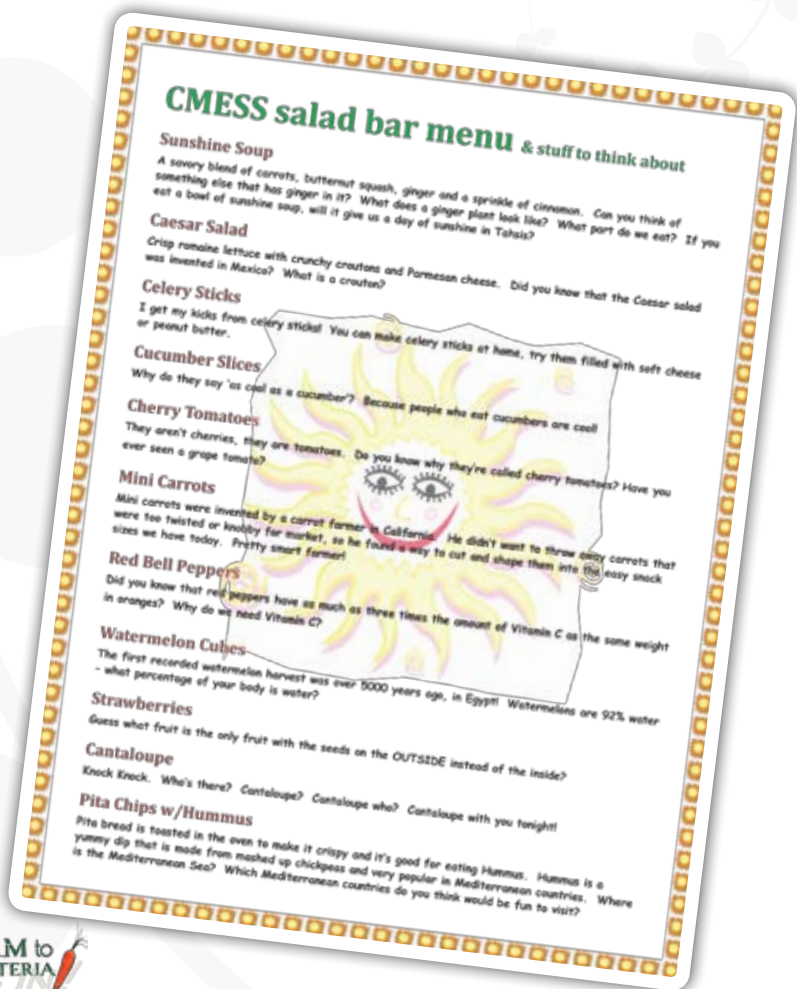 CMESS salad bar menu & stuff to think about
Sunshine Soup
A savory blend of carrots, butternut squash, ginger and a sprinkle of cinnamon. Can you think of
something else that has ginger in it? What does a ginger plant look like? What part do we eat? If you
eat a bowl of sunshine soup, will it give us a day of sunshine in Tahsis?
Caesar Salad
Crisp romaine lettuce with crunchy croutons and Parmesan cheese. Did you know that the Caesar salad
was invented in Mexico? What is a crouton?
Celery Sticks
I get my kicks from celery sticks! You can make celery sticks at home, try them filled with soft cheese
or peanut butter.
Cucumber Slices
Why do they say 'as cool as a cucumber'? Because people who eat cucumbers are cool!
Cherry Tomatoes
They aren't cherries, they are tomatoes. Do you know why they're called cherry tomatoes? Have you
ever seen a grape tomato?
Mini Carrots
Mini carrots were invented by a carrot farmer in California. He didn't want to throw away carrots that
were too twisted or knobby for market, so he found a way to cut and shape them into the easy snack
sizes we have today. Pretty smart farmer!
Red Bell Peppers
Did you know that red peppers have as much as three times the amount of Vitamin C as the same weight
in oranges? Why do we need Vitamin C?
Watermelon Cubes
The first recorded watermelon harvest was over 5000 years ago, in Egypt! Watermelons are 92% water
- what percentage of your body is water?
Strawberries
Guess what fruit is the only fruit with the seeds on the OUTSIDE instead of the inside?
Cantaloupe
Knock Knock. Who's there? Cantaloupe? Cantaloupe who? Cantaloupe with you tonight!
Pita Chips w/Hummus
Pita bread is toasted in the oven to make it crispy and it's good for eating Hummus. Hummus is a
yummy dip that is made from mashed up chickpeas and very popular in Mediterranean countries. Where
is the Mediterranean Sea? Which Mediterranean countries do you think would be fun to visit?
to